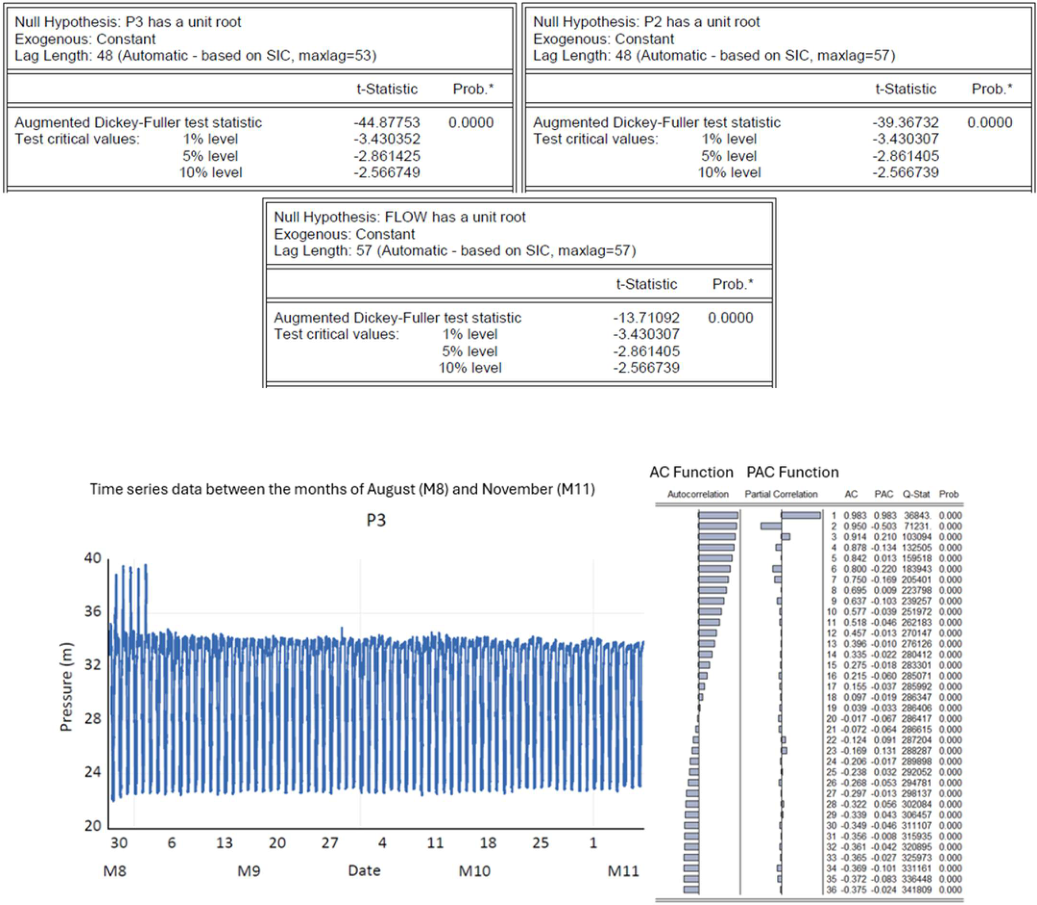 Null Hypothesis: P3 has a unit root
Exogenous: Constant
Lag Length: 48 (Automatic - based on SIC, maxlag=53)
t-Statistic Prob.*
Augmented Dickey-Fuller test statistic -44.87753 0.0000
Test critical values: 1% level -3.430352
5% level -2.861425
10% level -2.566749
Null Hypothesis: P2 has a unit root
Exogenous: Constant
Lag Length: 48 (Automatic - based on SIC, maxlag=57)
t-Statistic Prob.*
Augmented Dickey-Fuller test statistic -39.36732 0.0000
Test critical values: 1% level -3.430307
5% level -2.861405
10% level -2.566739
Null Hypothesis: FLOW has a unit root
Exogenous: Constant
Lag Length: 57 (Automatic - based on SIC, maxlag=57)
t-Statistic Prob.*
Augmented Dickey-Fuller test statistic -13.71092 0.0000
Test critical values: 1% level -3.430307
5% level -2.861405
10% level -2.566739
Time series data between the months of August (M8) and November (M11)
P3
Pressure (m)
40
36
32
28
24
20
30 6 13 20 27 4 11 18 25 1
M8 M9 Date M10 M11
AC Function PAC Function
Autocorrelation Partial Correlation AC PAC Q-Stat Prob
1 0.983 0.983 36843. 0.000
2 0.950 -0.503 71231. 0.000
3 0.914 0.210 103094 0.000
4 0.878 -0.134 132505 0.000
5 0.842 0.013 159518 0.000
6 0.800 -0.220 183943 0.000
7 0.750 -0.169 205401 0.000
8 0.695 0.009 223798 0.000
9 0.637 -0.103 239257 0.000
10 0.577 -0.039 251972 0.000
11 0.518 -0.046 262183 0.000
12 0.457 -0.013 270147 0.000
13 0.396 -0.010 276126 0.000
14 0.335 -0.022 280412 0.000
15 0.275 -0.018 283301 0.000
16 0.215 -0.060 285071 0.000
17 0.155 -0.037 285992 0.000
18 0.097 -0.019 286347 0.000
19 0.039 -0.033 286406 0.000
20 -0.017 -0.067 286417 0.000
21 -0.072 -0.064 286615 0.000
22 -0.124 0.091 287204 0.000
23 -0.169 0.131 288287 0.000
24 -0.206 -0.017 289898 0.000
25 -0.238 0.032 292052 0.000
26 -0.268 -0.053 294781 0.000
27 -0.297 -0.013 298137 0.000
28 -0.322 0.056 302084 0.000
29 -0.339 0.043 306457 0.000
30 -0.349 -0.046 311107 0.000
31 -0.356 -0.008 315935 0.000
32 -0.361 -0.042 320895 0.000
33 -0.365 -0.027 325973 0.000
34 -0.369 -0.101 331161 0.000
35 -0.372 -0.083 336448 0.000
36 -0.375 -0.024 341809 0.000